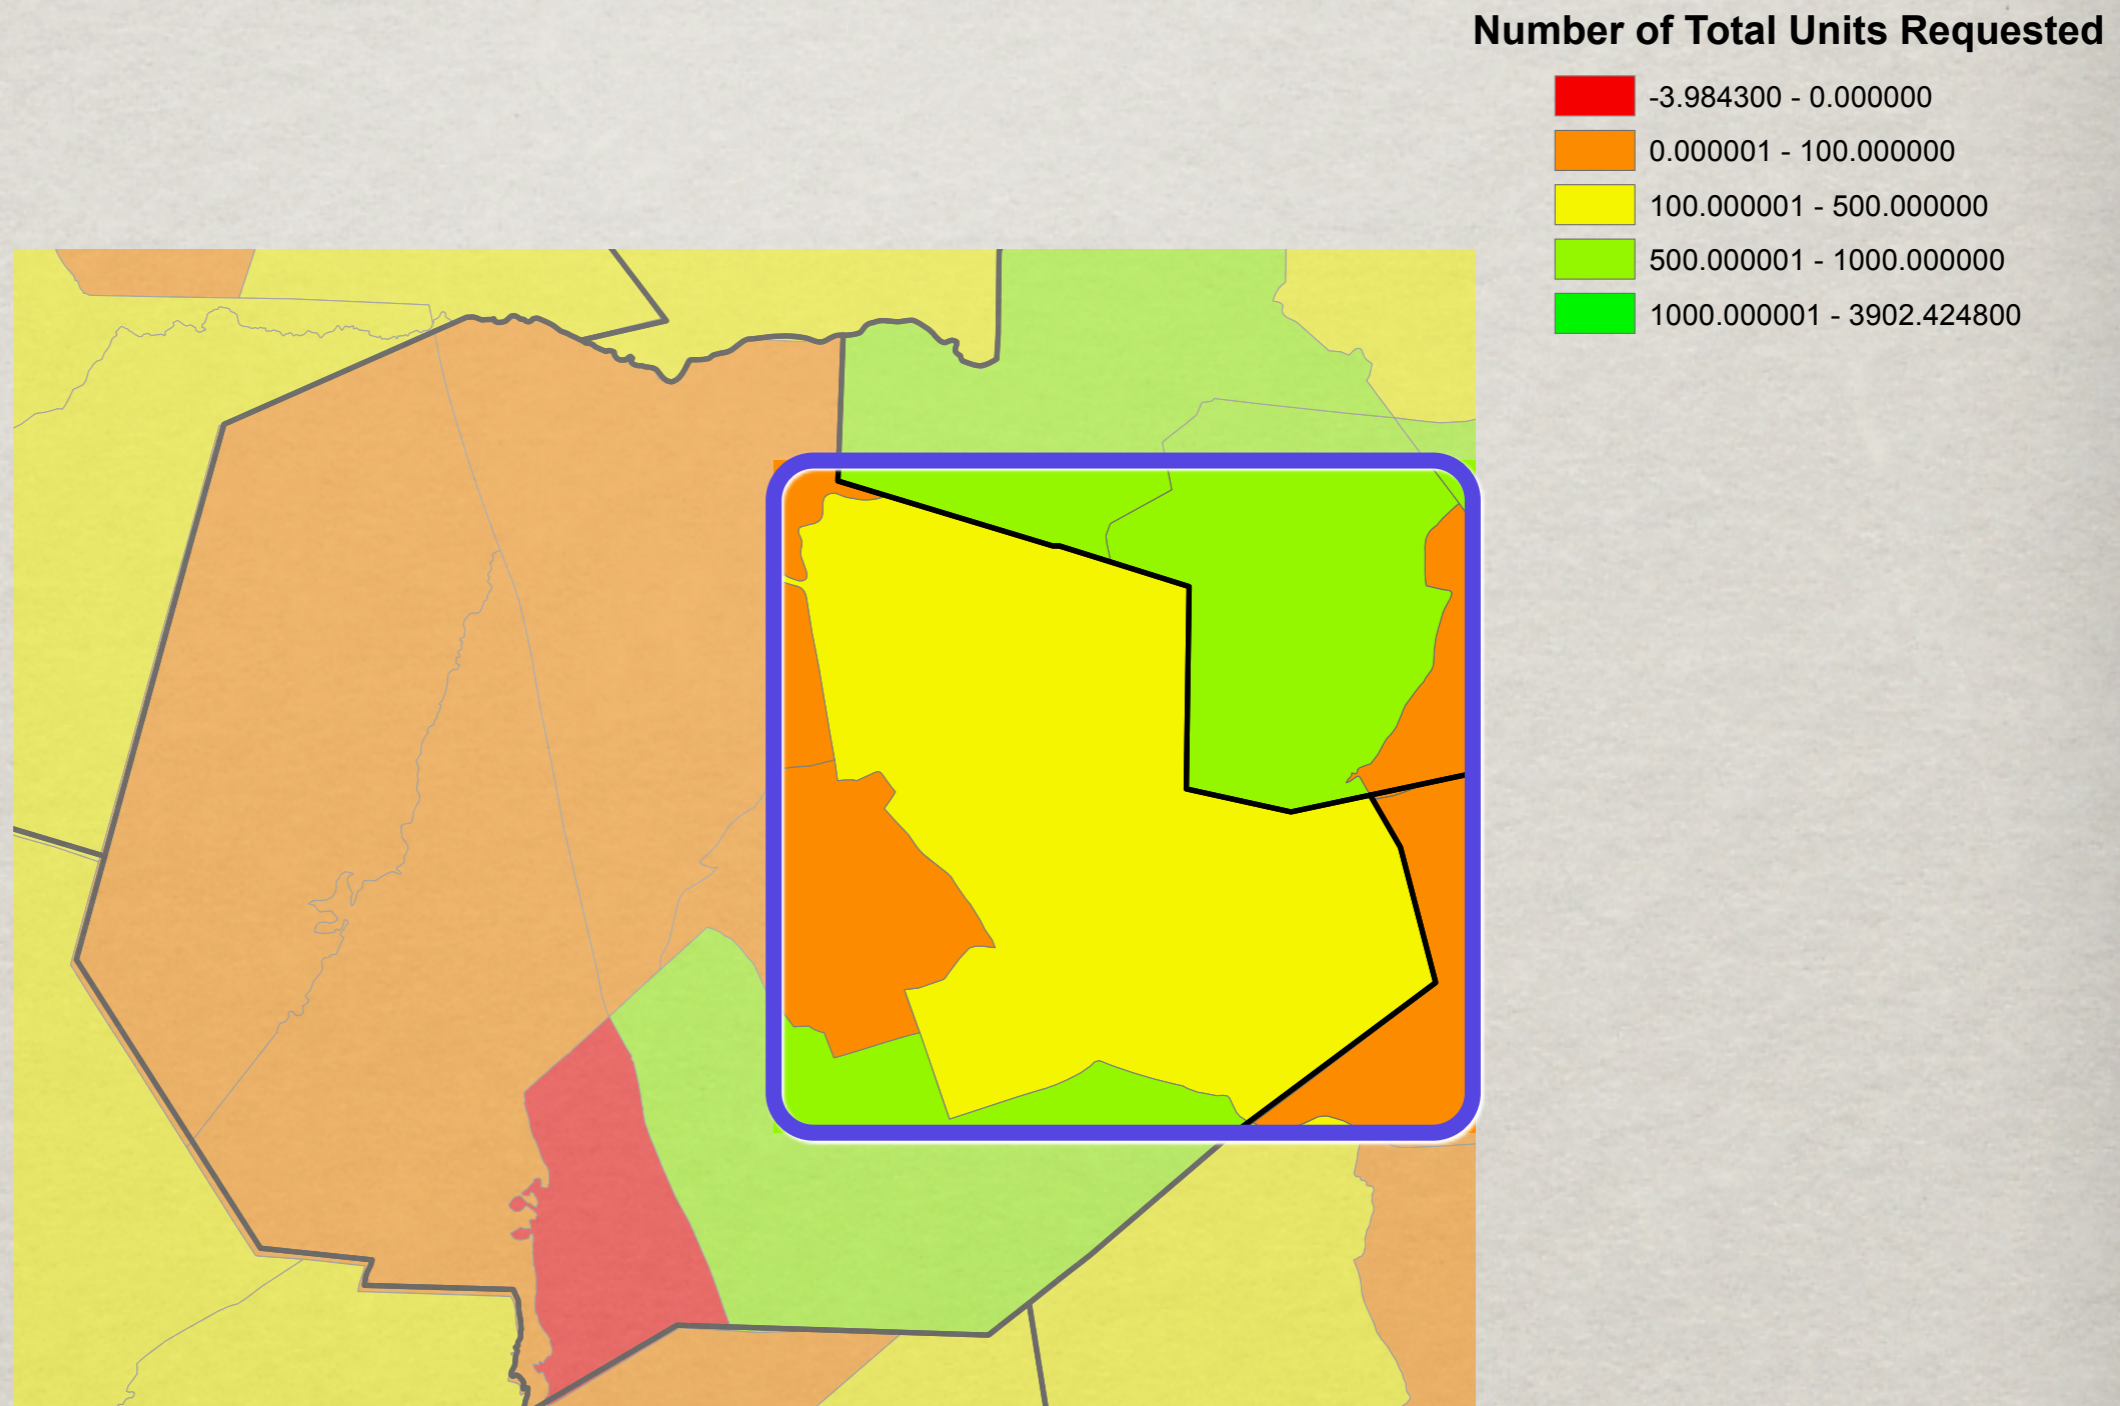 Number of Total Units Requested
-3.984300 - 0.000000
0.000001 - 100.000000
100.000001 - 500.000000
500.000001 - 1000.000000
1000.000001 - 3902.424800